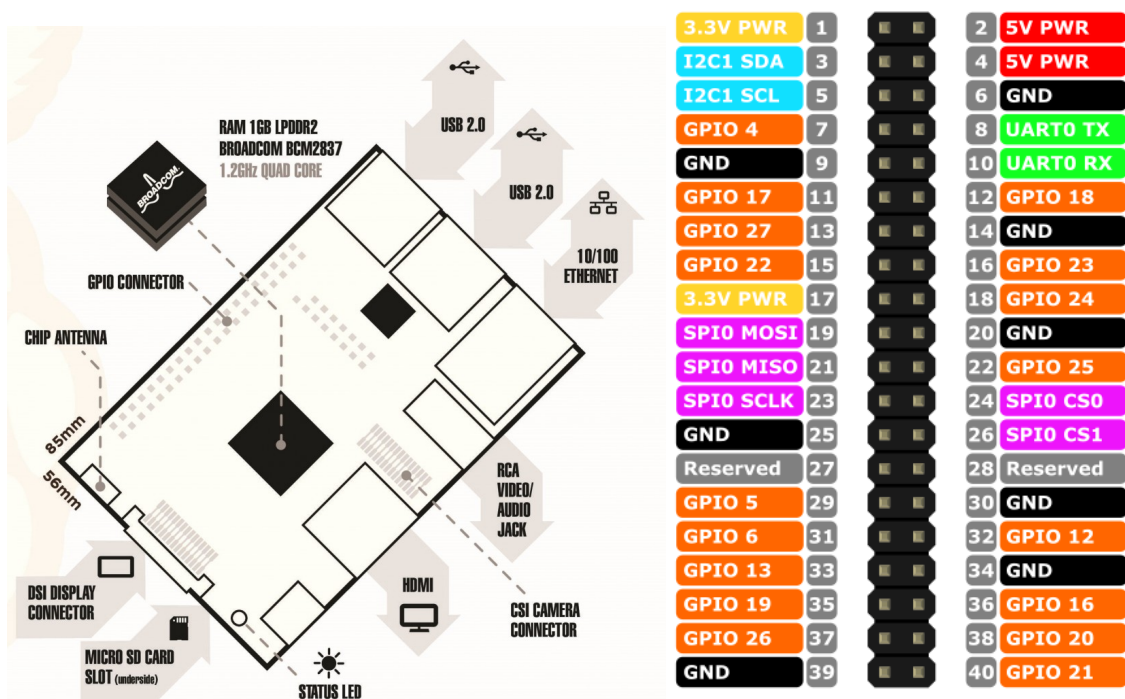 USB 2.0
RAM 1GB LPDDR2
BROADCOM BCM2837
1.2GHz QUAD CORE
BROADCOM
USB 2.0
10/100
ETHERNET
GPIO CONNECTOR
CHIP ANTENNA
85mm
56mm
RCA
VIDEO/
AUDIO
JACK
DSI DISPLAY
CONNECTOR
HDMI
CSI CAMERA
CONNECTOR
MICRO SD CARD
SLOT (underside)
STATUS LED
3.3V PWR 1 2 5V PWR
I2C1 SDA 3 4 5V PWR
I2C1 SCL 5 6 GND
GPIO 4 7 8 UART0 TX
GND 9 10 UART0 RX
GPIO 17 11 12 GPIO 18
GPIO 27 13 14 GND
GPIO 22 15 16 GPIO 23
3.3V PWR 17 18 GPIO 24
SPI0 MOSI 19 20 GND
SPI0 MISO 21 22 GPIO 25
SPI0 SCLK 23 24 SPI0 CS0
GND 25 26 SPI0 CS1
Reserved 27 28 Reserved
GPIO 5 29 30 GND
GPIO 6 31 32 GPIO 12
GPIO 13 33 34 GND
GPIO 19 35 36 GPIO 16
GPIO 26 37 38 GPIO 20
GND 39 40 GPIO 21